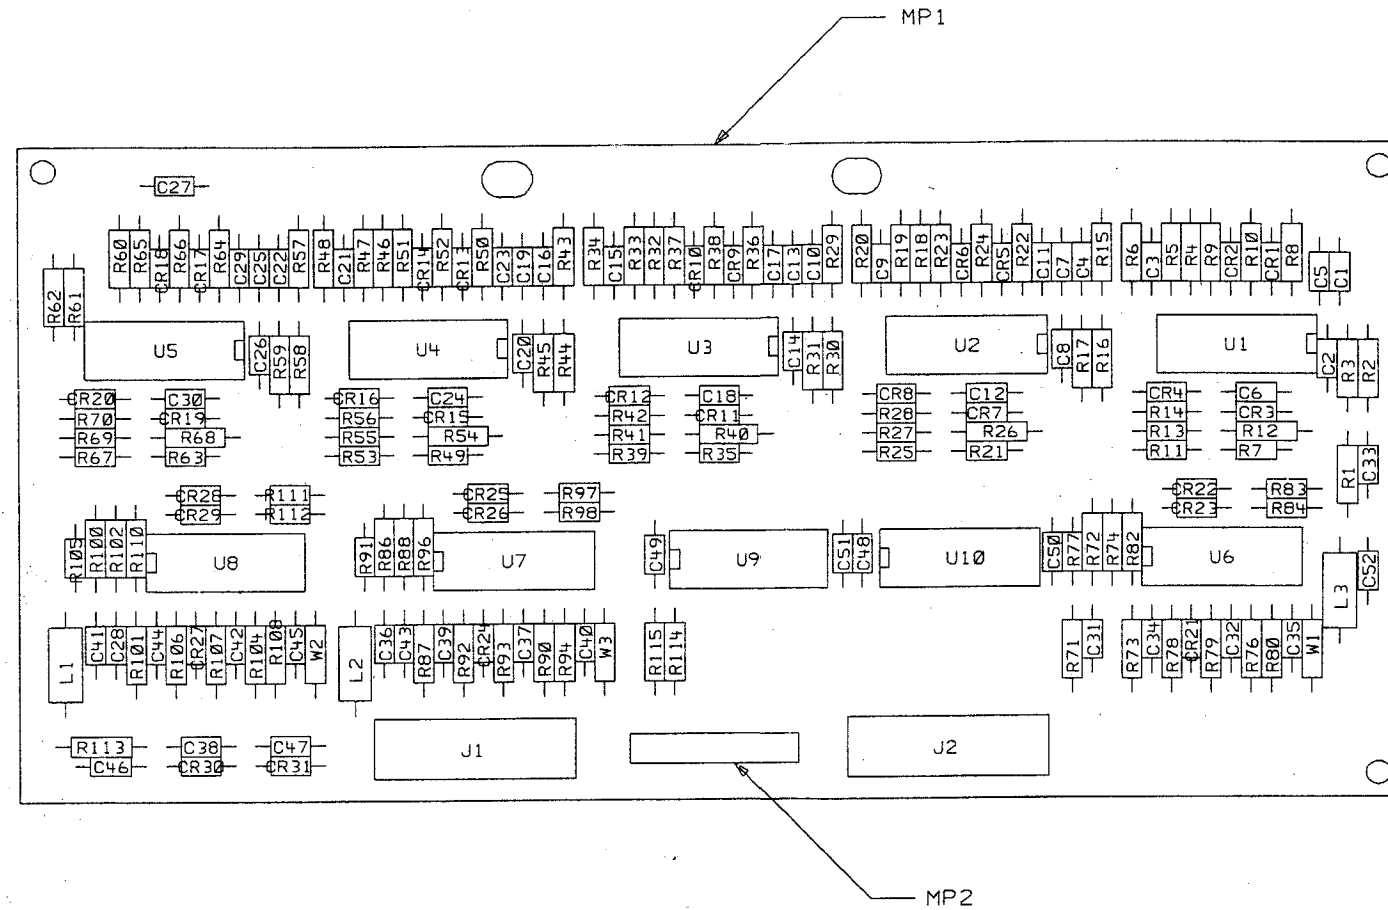 MP1
C27
R60 R65 CR18 R66 CR17 R64 C29 C25 C22 R57 R48 C21 R47 R46 R51 CR14 R52 CR13 R50 C23 C19 C16 R43 R34 C15 R33 R32 R37 CR10 R38 CR9 R36 C17 C13 C10 R29 R20 C9 R19 R18 R23 CR6 R24 CR5 R22 C11 C7 C4 R15 R6 C3 R5 R4 R9 CR2 R10 CR1 R8 C5 C1
R62 R61
U5 C26 R59 R58 U4 C20 R45 R44 U3 C14 R31 R30 U2 C8 R17 R16 U1 C2 R3 R2
CR20 C30 CR16 C24 CR12 C18 CR8 C12 CR4 C6
R70 CR19 R56 CR15 R42 CR11 R28 CR7 R14 CR3
R69 R68 R55 R54 R41 R40 R27 R26 R13 R12
R67 R63 R53 R49 R39 R35 R25 R21 R11 R7
R1 C33
CR28 R111 CR25 R97 CR22 R83
CR29 R112 CR26 R98 CR23 R84
R105 R100 R102 R110 U8 R91 R86 R88 R96 U7 C49 U9 C51 C48 U10 C50 R77 R72 R74 R82 U6 L3 C52
L1 C41 C28 R101 C44 R106 CR27 R107 C42 R104 R108 C45 W2 L2 C36 C43 R87 C39 R92 CR24 R93 C37 R90 R94 C40 W3 R115 R114 R71 C31 R73 C34 R78 CR21 R79 C32 R76 R80 C35 W1
R113 C38 C47 J1 J2
C46 CR30 CR31
MP2